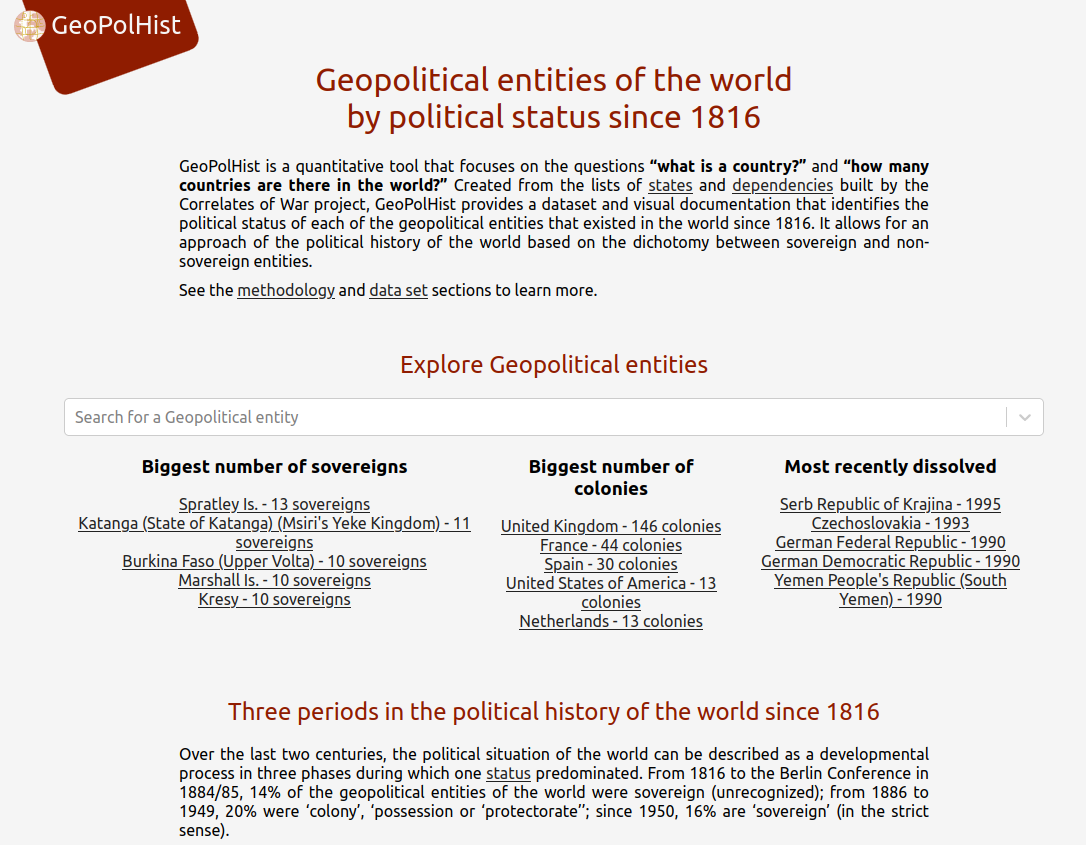 GeoPolHist
Geopolitical entities of the world
by political status since 1816
GeoPolHist is a quantitative tool that focuses on the questions “what is a country?” and “how many
countries are there in the world?” Created from the lists of states and dependencies built by the
Correlates of War project, GeoPolHist provides a dataset and visual documentation that identifies the
political status of each of the geopolitical entities that existed in the world since 1816. It allows for an
approach of the political history of the world based on the dichotomy between sovereign and non-
sovereign entities.
See the methodology and data set sections to learn more.
Explore Geopolitical entities
Search for a Geopolitical entity
Biggest number of sovereigns
Spratley Is. - 13 sovereigns
Katanga (State of Katanga) (Msiri's Yeke Kingdom) - 11
sovereigns
Burkina Faso (Upper Volta) - 10 sovereigns
Marshall Is. - 10 sovereigns
Kresy - 10 sovereigns
Biggest number of
colonies
United Kingdom - 146 colonies
France - 44 colonies
Spain - 30 colonies
United States of America - 13
colonies
Netherlands - 13 colonies
Most recently dissolved
Serb Republic of Krajina - 1995
Czechoslovakia - 1993
German Federal Republic - 1990
German Democratic Republic - 1990
Yemen People's Republic (South
Yemen) - 1990
Three periods in the political history of the world since 1816
Over the last two centuries, the political situation of the world can be described as a developmental
process in three phases during which one status predominated. From 1816 to the Berlin Conference in
1884/85, 14% of the geopolitical entities of the world were sovereign (unrecognized); from 1886 to
1949, 20% were ‘colony’, ‘possession or ‘protectorate’’; since 1950, 16% are ‘sovereign’ (in the strict
sense).